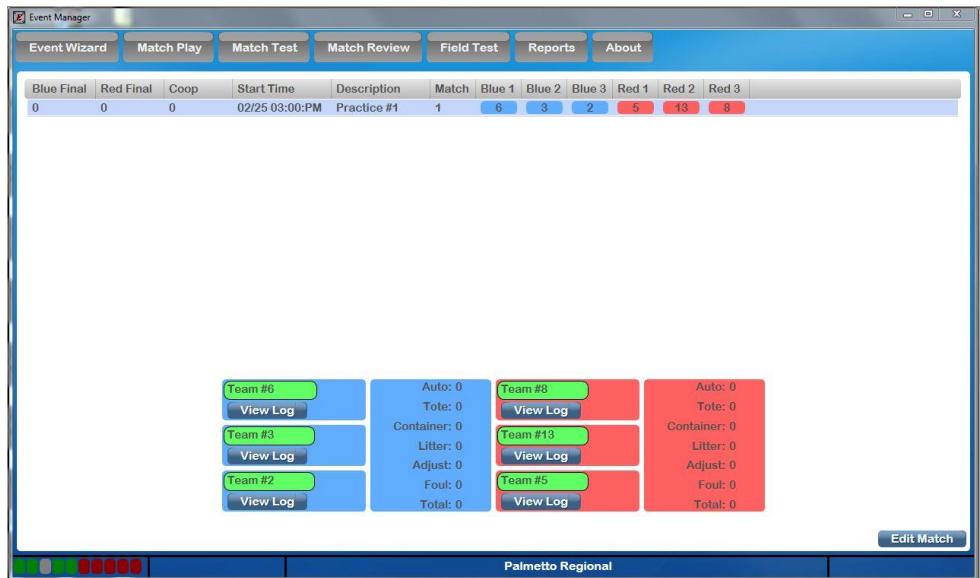 Event Manager
Event Wizard Match Play Match Test Match Review Field Test Reports About
Blue Final Red Final Coop Start Time Description Match Blue 1 Blue 2 Blue 3 Red 1 Red 2 Red 3
0 0 0 02/25 03:00:PM Practice #1 1 6 3 2 5 13 8
Team #6
View Log
Team #3
View Log
Team #2
View Log
Auto: 0
Tote: 0
Container: 0
Litter: 0
Adjust: 0
Foul: 0
Total: 0
Team #8
View Log
Team #13
View Log
Team #5
View Log
Auto: 0
Tote: 0
Container: 0
Litter: 0
Adjust: 0
Foul: 0
Total: 0
Edit Match
Palmetto Regional